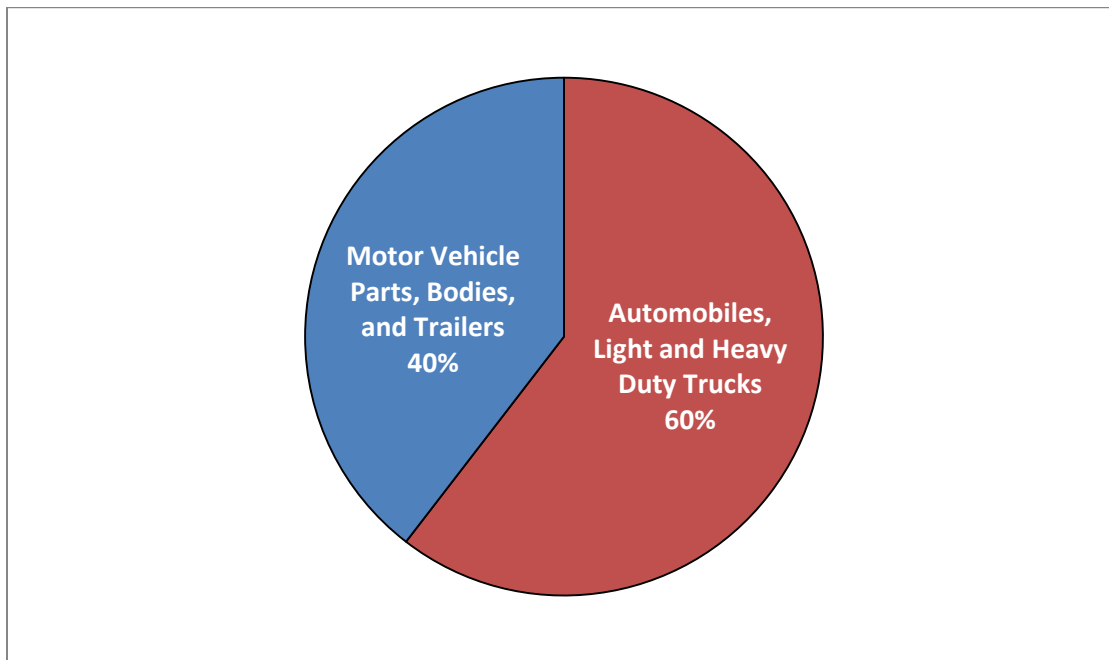 Motor Vehicle
Parts, Bodies,
and Trailers
40%
Automobiles,
Light and Heavy
Duty Trucks
60%